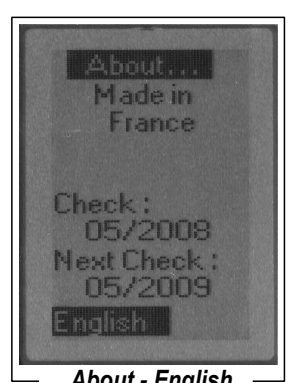 About...
Made in
France
Check :
05/2008
Next Check :
05/2009
English
About - English